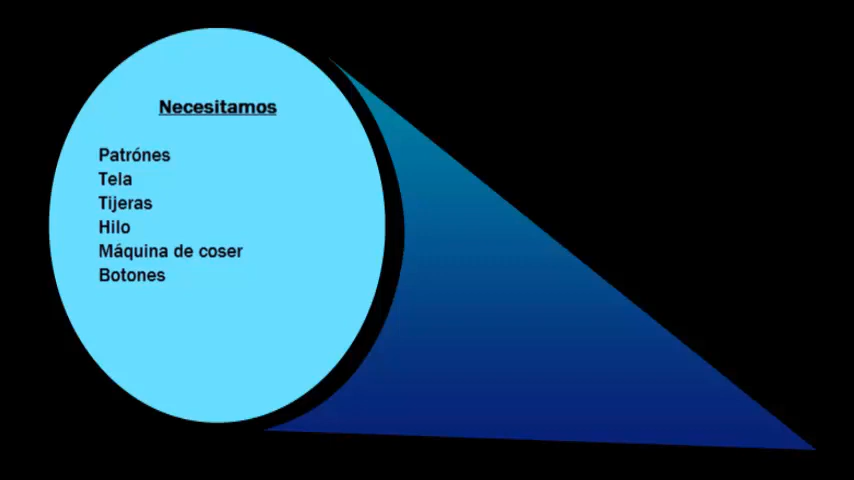 Necesitamos
Patrónes
Tela
Tijeras
Hilo
Máquina de coser
Botones